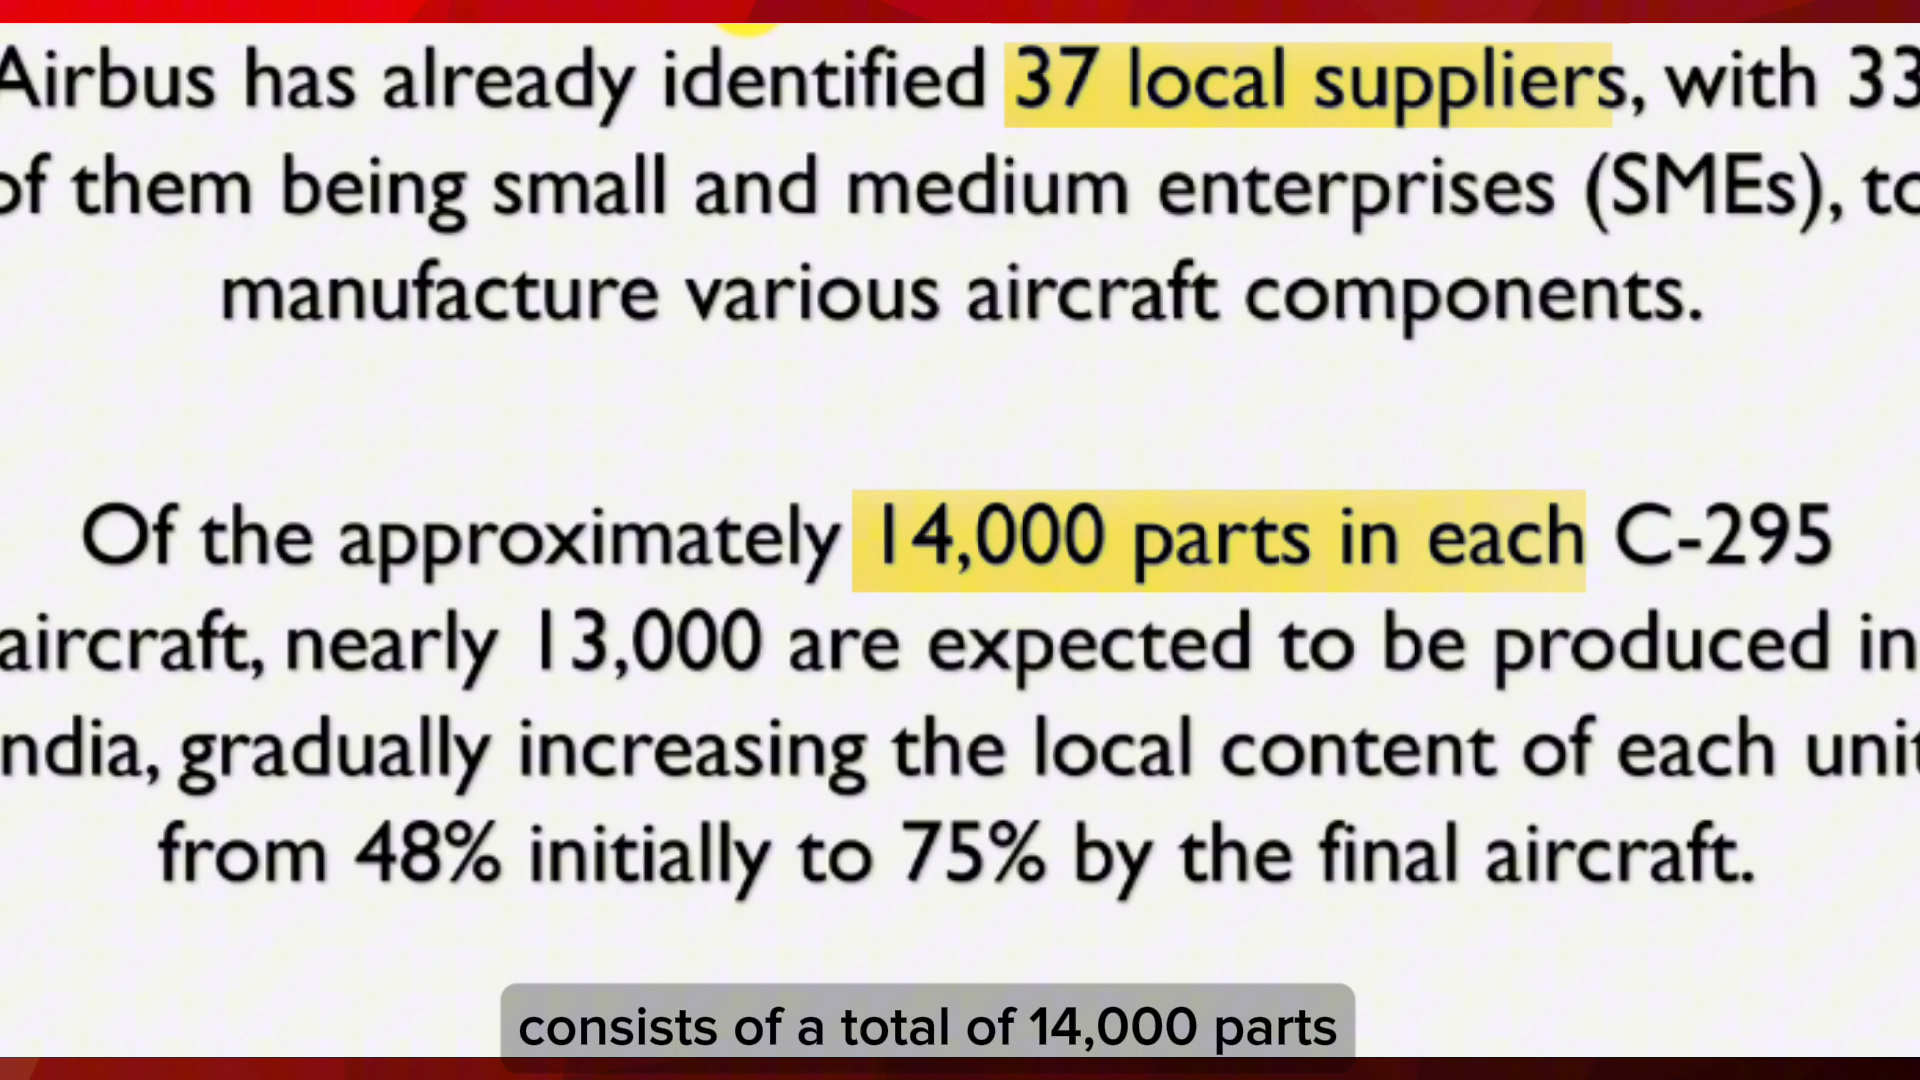 Airbus has already identified 37 local suppliers, with 33
of them being small and medium enterprises (SMEs), to
manufacture various aircraft components.
Of the approximately 14,000 parts in each C-295
aircraft, nearly 13,000 are expected to be produced in
ndia, gradually increasing the local content of each unit
from 48% initially to 75% by the final aircraft.
consists of a total of 14,000 parts